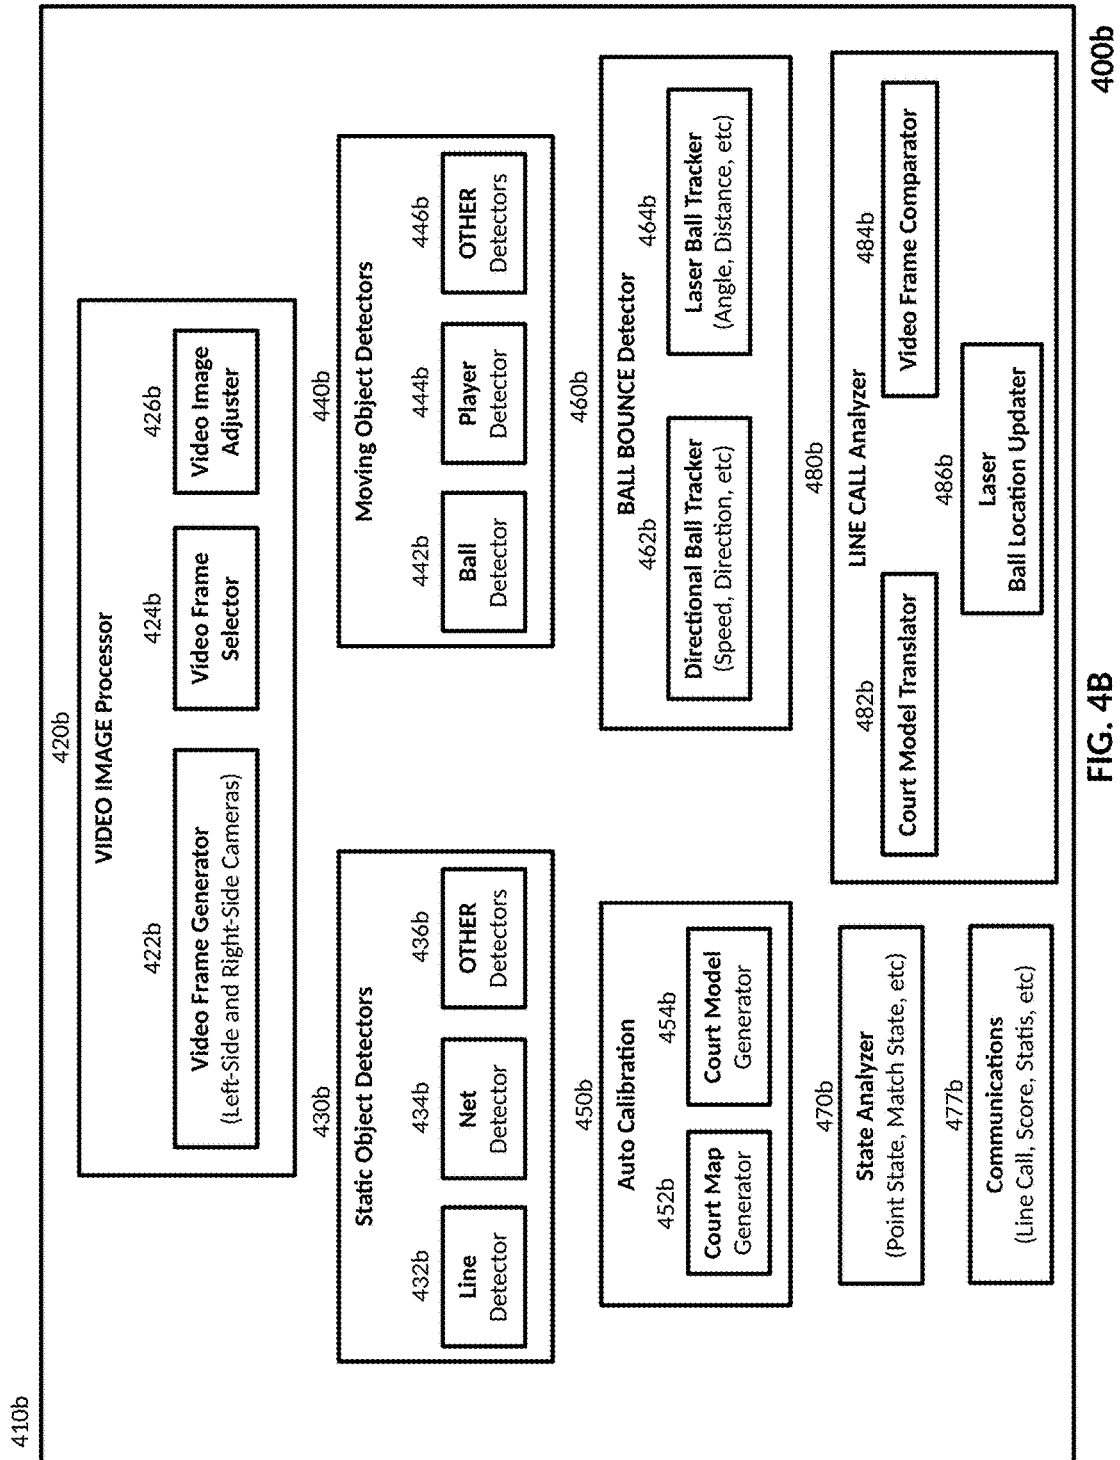 410b
420b
VIDEO IMAGE Processor
422b
Video Frame Generator
(Left-Side and Right-Side Cameras)
424b
Video Frame
Selector
426b
Video Image
Adjuster
430b
Static Object Detectors
432b
Line
Detector
434b
Net
Detector
436b
OTHER
Detectors
440b
Moving Object Detectors
442b
Ball
Detector
444b
Player
Detector
446b
OTHER
Detectors
450b
Auto Calibration
452b
Court Map
Generator
454b
Court Model
Generator
460b
BALL BOUNCE Detector
462b
Directional Ball Tracker
(Speed, Direction, etc)
464b
Laser Ball Tracker
(Angle, Distance, etc)
470b
State Analyzer
(Point State, Match State, etc)
477b
Communications
(Line Call, Score, Statis, etc)
480b
LINE CALL Analyzer
482b
Court Model Translator
484b
Video Frame Comparator
486b
Laser
Ball Location Updater
FIG. 4B
400b